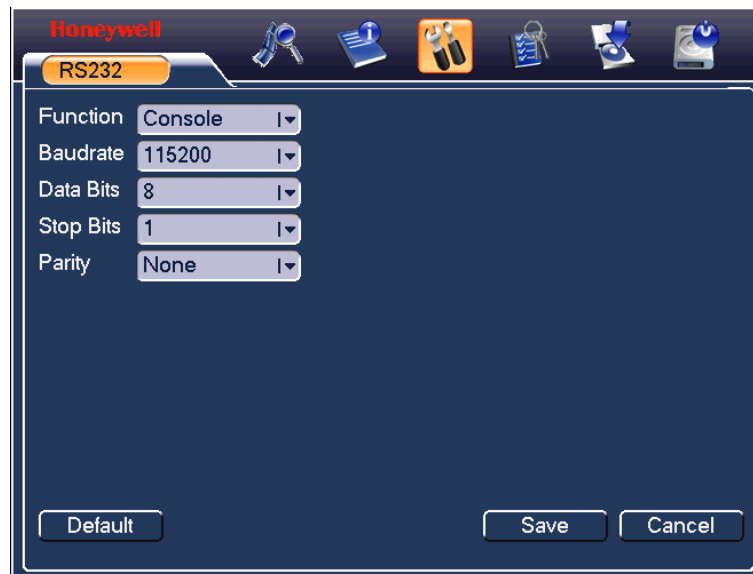 Honeywell
RS232
Function Console
Baudrate 115200
Data Bits 8
Stop Bits 1
Parity None
Default Save Cancel